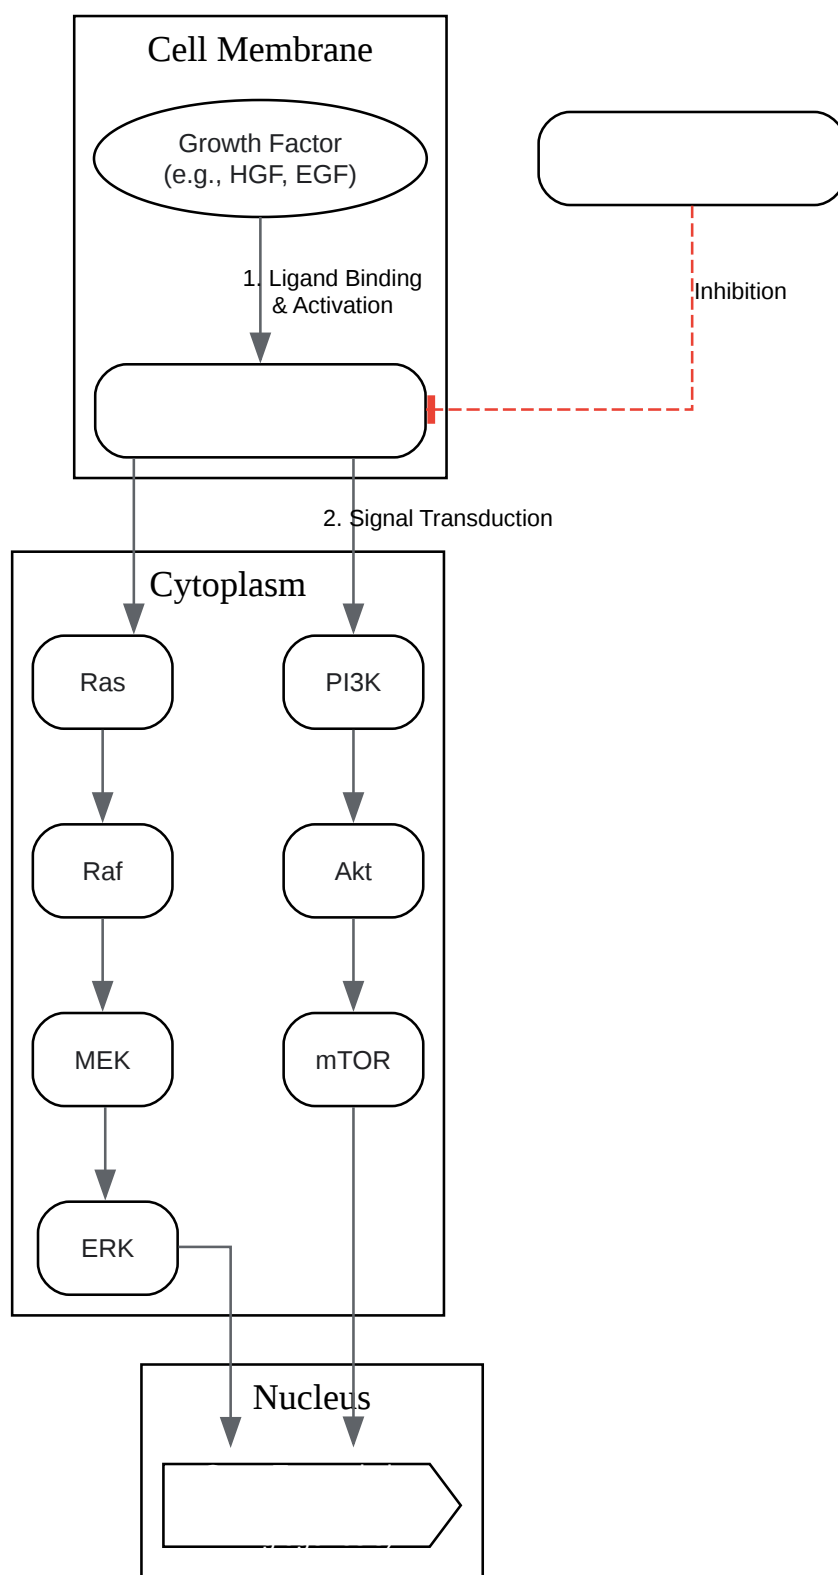 Cell Membrane
Growth Factor
(e.g., HGF, EGF)
1. Ligand Binding
& Activation
Inhibition
2. Signal Transduction
Cytoplasm
Ras
PI3K
Raf
Akt
MEK
mTOR
ERK
Nucleus